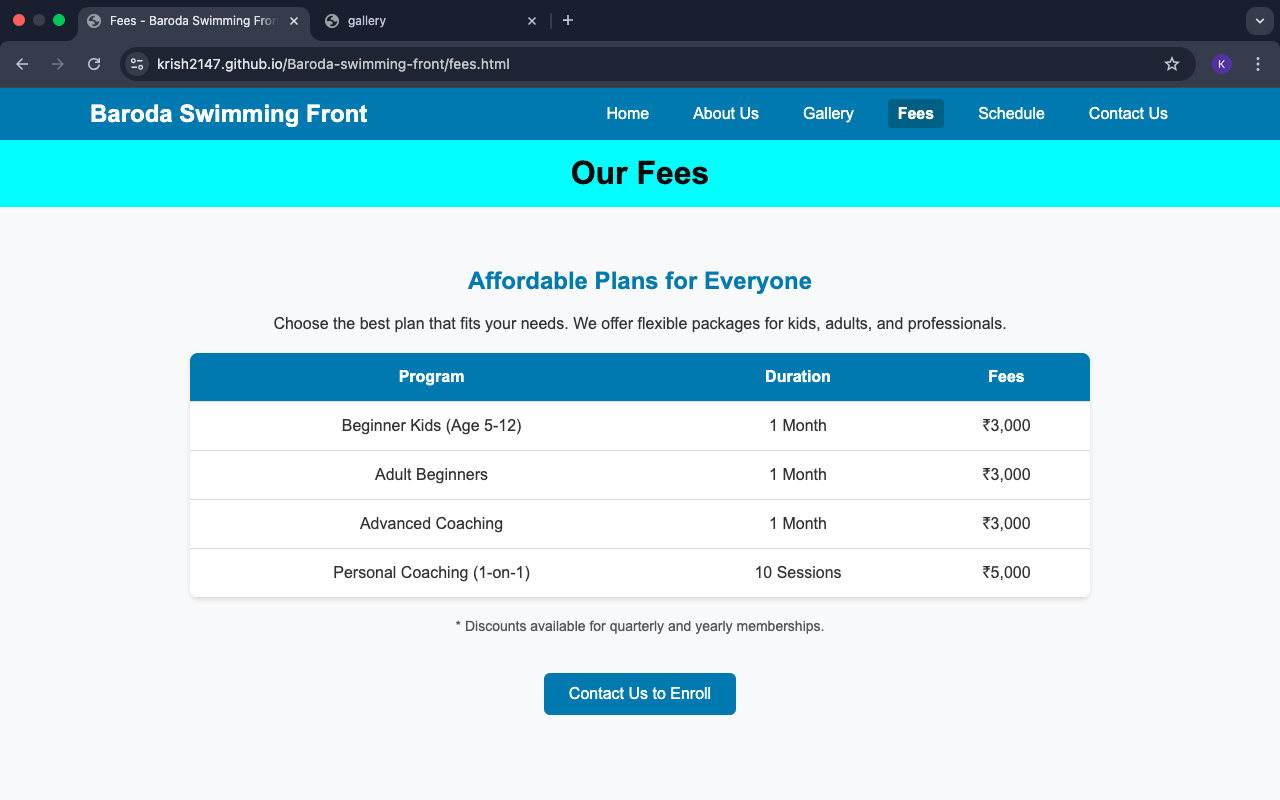 Fees - Baroda Swimming Fron
gallery
krish2147.github.io/Baroda-swimming-front/fees.html
K
Baroda Swimming Front
Home
About Us
Gallery
Fees
Schedule
Contact Us
Our Fees
Affordable Plans for Everyone
Choose the best plan that fits your needs. We offer flexible packages for kids, adults, and professionals.
Program Duration Fees
Beginner Kids (Age 5-12) 1 Month ₹3,000
Adult Beginners 1 Month ₹3,000
Advanced Coaching 1 Month ₹3,000
Personal Coaching (1-on-1) 10 Sessions ₹5,000
* Discounts available for quarterly and yearly memberships.
Contact Us to Enroll